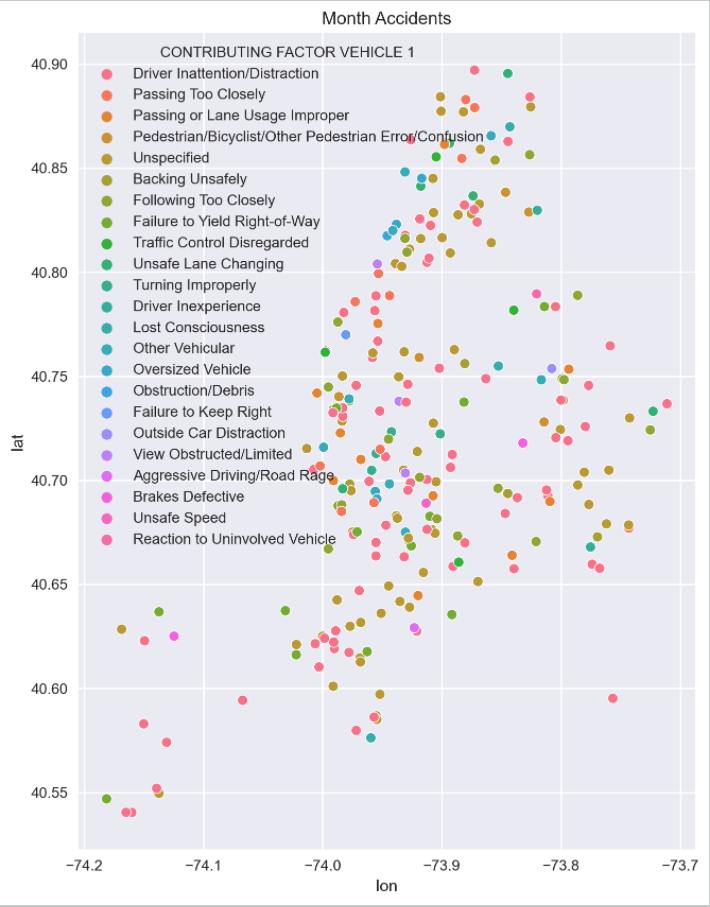 Month Accidents
CONTRIBUTING FACTOR VEHICLE 1
Driver Inattention/Distraction
Passing Too Closely
Passing or Lane Usage Improper
Pedestrian/Bicyclist/Other Pedestrian Error/Confusion
Unspecified
Backing Unsafely
Following Too Closely
Failure to Yield Right-of-Way
Traffic Control Disregarded
Unsafe Lane Changing
Turning Improperly
Driver Inexperience
Lost Consciousness
Other Vehicular
Oversized Vehicle
Obstruction/Debris
Failure to Keep Right
Outside Car Distraction
View Obstructed/Limited
Aggressive Driving/Road Rage
Brakes Defective
Unsafe Speed
Reaction to Uninvolved Vehicle
40.90
40.85
40.80
40.75
40.70
40.65
40.60
40.55
lat
−74.2 −74.1 −74.0 −73.9 −73.8 −73.7
lon